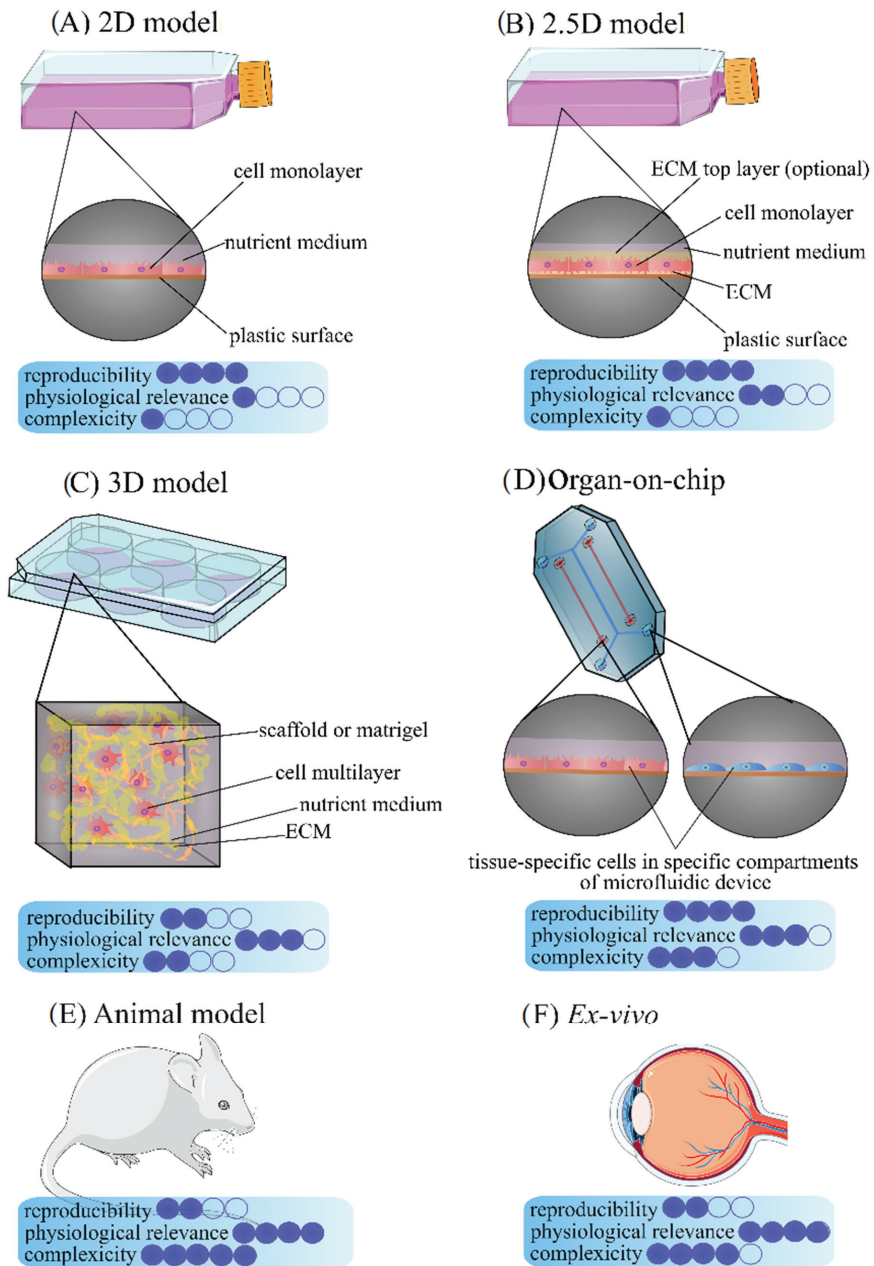 (A) 2D model
cell monolayer
nutrient medium
plastic surface
reproducibility
physiological relevance
complexicity
(B) 2.5D model
ECM top layer (optional)
cell monolayer
nutrient medium
ECM
plastic surface
reproducibility
physiological relevance
complexicity
(C) 3D model
scaffold or matrigel
cell multilayer
nutrient medium
ECM
reproducibility
physiological relevance
complexicity
(D)Organ-on-chip
tissue-specific cells in specific compartments
of microfluidic device
reproducibility
physiological relevance
complexicity
(E) Animal model
reproducibility
physiological relevance
complexicity
(F) Ex-vivo
reproducibility
physiological relevance
complexicity